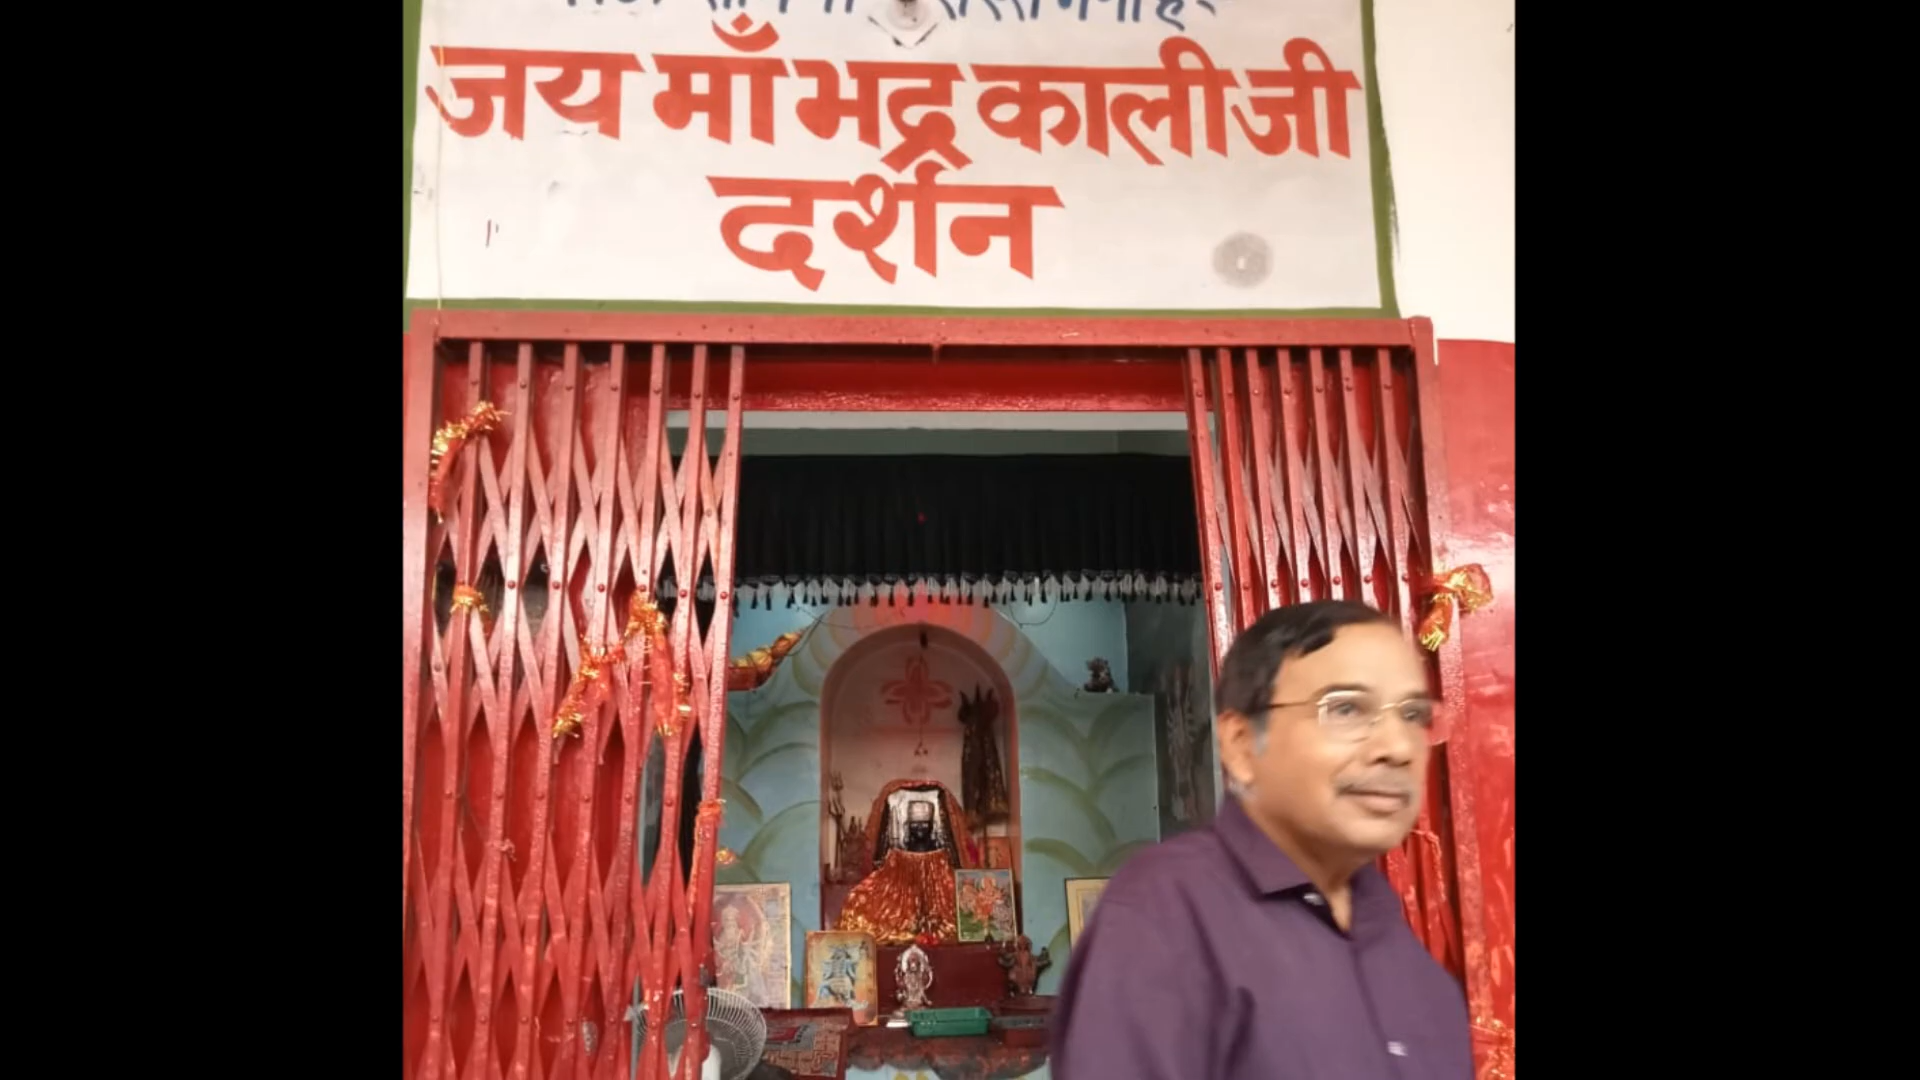 जय माँ भद्र काली जी
दर्शन